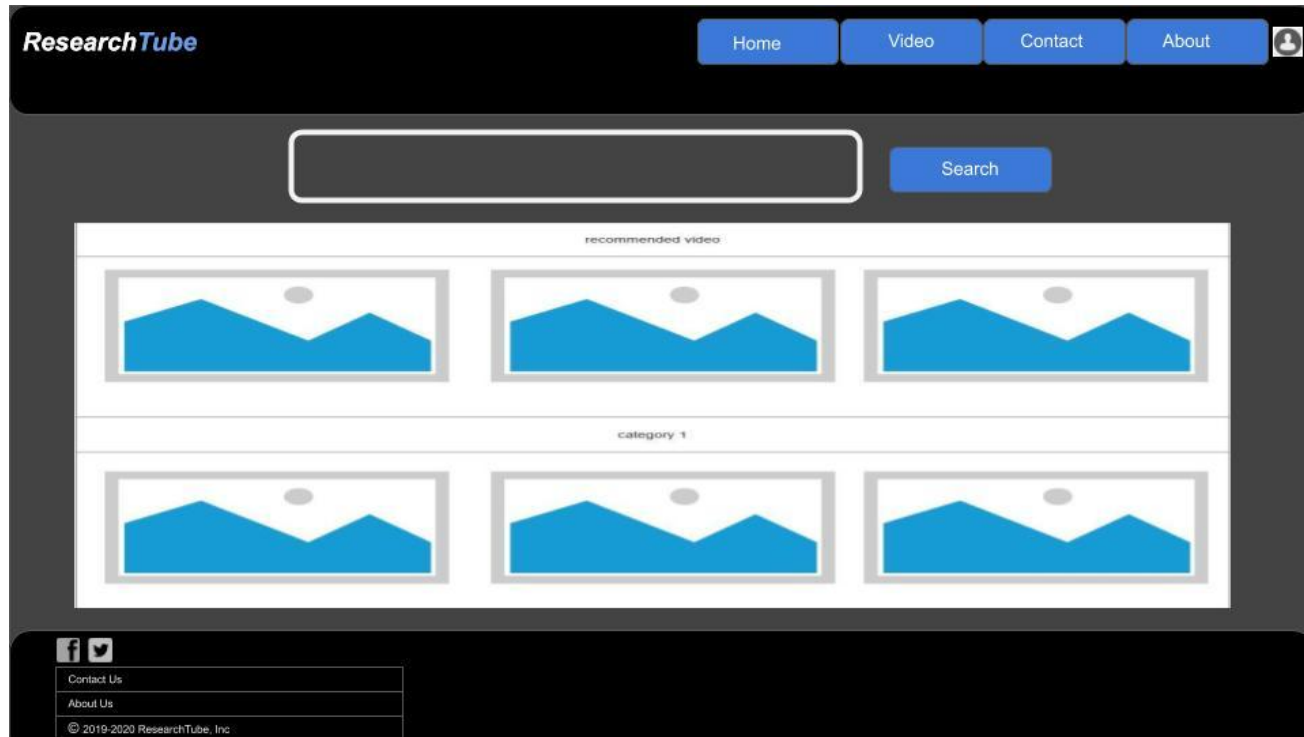 ResearchTube
Home Video Contact About
Search
recommended video
category 1
Contact Us
About Us
© 2019-2020 ResearchTube, Inc